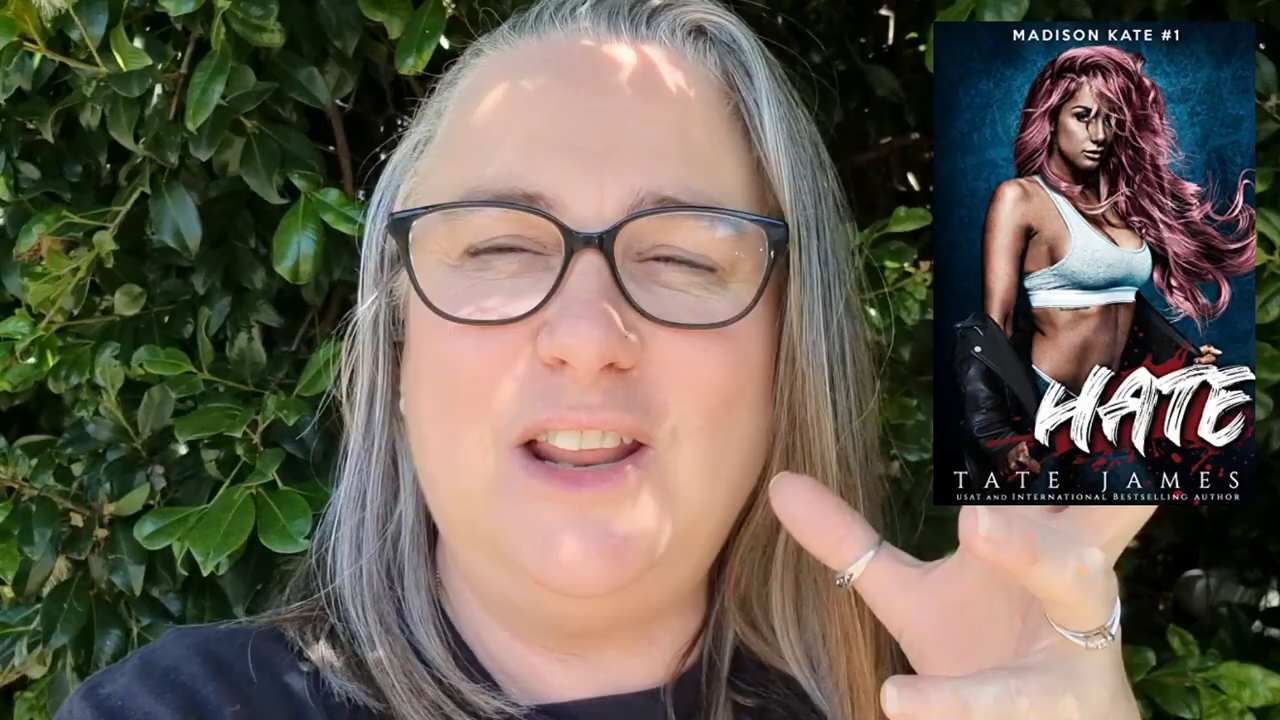 MADISON KATE #1
HATE
TATE JAMES
USAT AND INTERNATIONAL BESTSELLING AUTHOR